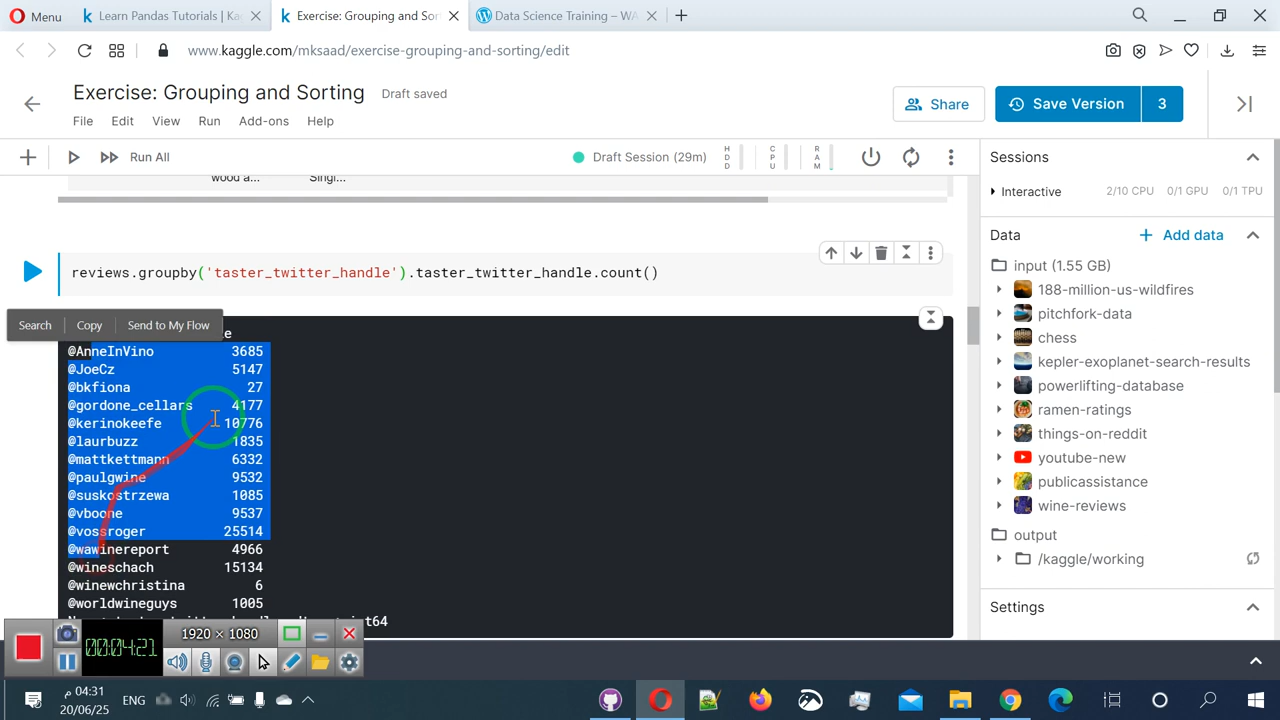 Menu
Learn Pandas Tutorials | Ka
Exercise: Grouping and Sor
Data Science Training – WA
www.kaggle.com/mksaad/exercise-grouping-and-sorting/edit
Exercise: Grouping and Sorting
Draft saved
Share
Save Version
3
File Edit View Run Add-ons Help
Run All
Draft Session (29m)
HDD
CPU
RAM
Sessions
wood a...
Singl...
Interactive
2/10 CPU 0/1 GPU 0/1 TPU
Data
Add data
input (1.55 GB)
188-million-us-wildfires
pitchfork-data
chess
kepler-exoplanet-search-results
powerlifting-database
ramen-ratings
things-on-reddit
youtube-new
publicassistance
wine-reviews
output
/kaggle/working
Settings
reviews.groupby('taster_twitter_handle').taster_twitter_handle.count()
Search Copy Send to My Flow
@AnneInVino 3685
@JoeCz 5147
@bkfiona 27
@gordone_cellars 4177
@kerinokeefe 10776
@laurbuzz 1835
@mattkettmann 6332
@paulgwine 9532
@suskostrzewa 1085
@vboone 9537
@vossroger 25514
@wawinereport 4966
@wineschach 15134
@winewchristina 6
@worldwineguys 1005
00:04:21
1920 × 1080
ENG
04:31 م
20/06/25